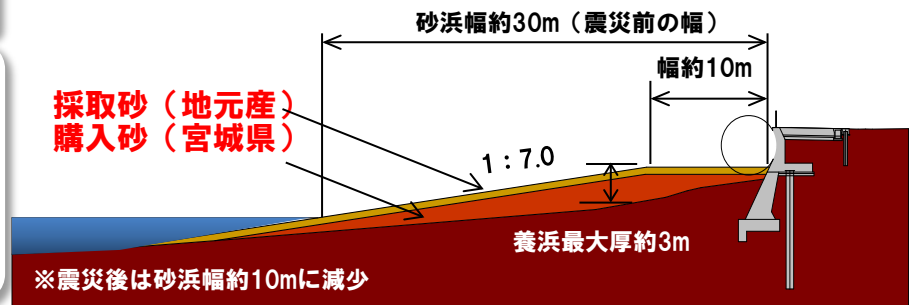 砂浜幅約30m（震災前の幅）
幅約10m
採取砂（地元産）
購入砂（宮城県）
1：7.0
養浜最大厚約3m
※震災後は砂浜幅約10mに減少